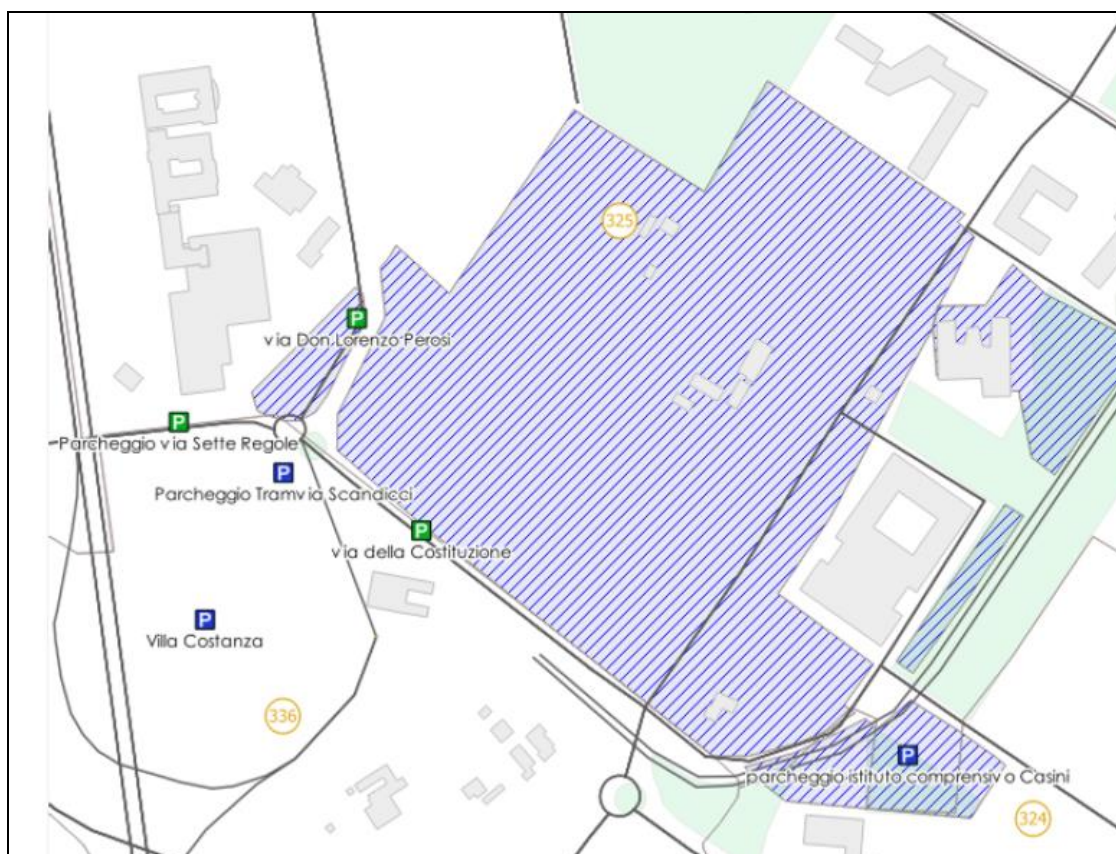 325
P
via Don Lorenzo Perosi
P
Parcheggio via Sette Regole
P
Parcheggio Tramvia Scandicci
P
via della Costituzione
P
Villa Costanza
336
P
parcheggio istituto comprensivo Casini
324